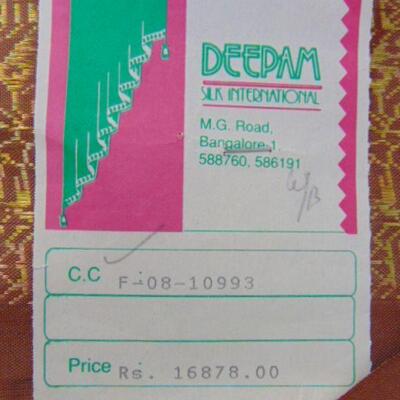 DEEPAM
SILK INTERNATIONAL
M.G. Road,
Bangalore-1.
588760, 586191
C.C : F-08-10993
Price : Rs. 16878.00